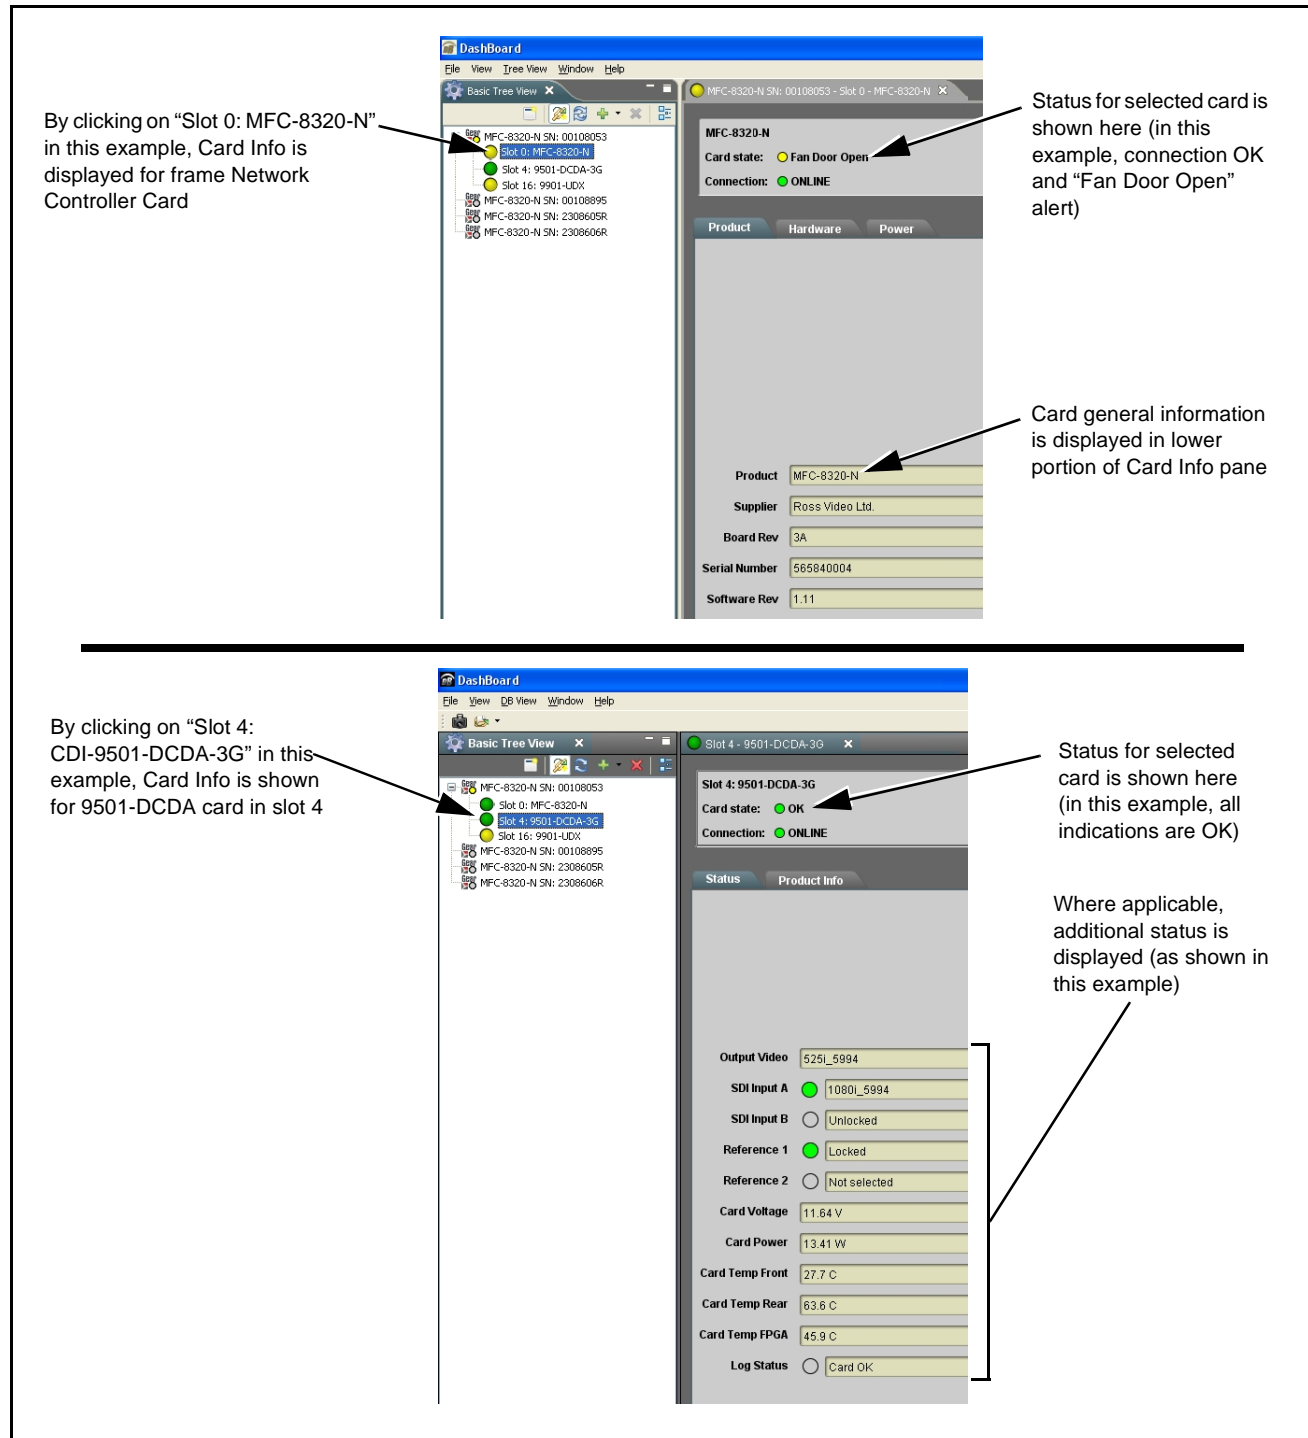 DashBoard
File View Tree View Window Help
Basic Tree View
MFC-8320-N SN: 00108053 - Slot 0 - MFC-8320-N
By clicking on “Slot 0: MFC-8320-N”
in this example, Card Info is
displayed for frame Network
Controller Card
MFC-8320-N SN: 00108053
Slot 0: MFC-8320-N
Slot 4: 9501-DCDA-3G
Slot 16: 9901-UDX
MFC-8320-N SN: 00108895
MFC-8320-N SN: 2308605R
MFC-8320-N SN: 2308606R
MFC-8320-N
Card state: Fan Door Open
Connection: ONLINE
Status for selected card is
shown here (in this
example, connection OK
and “Fan Door Open”
alert)
Product Hardware Power
Card general information
is displayed in lower
portion of Card Info pane
Product MFC-8320-N
Supplier Ross Video Ltd.
Board Rev 3A
Serial Number 565840004
Software Rev 1.11
DashBoard
File View DB View Window Help
Basic Tree View
Slot 4 - 9501-DCDA-3G
By clicking on “Slot 4:
CDI-9501-DCDA-3G” in this
example, Card Info is shown
for 9501-DCDA card in slot 4
MFC-8320-N SN: 00108053
Slot 0: MFC-8320-N
Slot 4: 9501-DCDA-3G
Slot 16: 9901-UDX
MFC-8320-N SN: 00108895
MFC-8320-N SN: 2308605R
MFC-8320-N SN: 2308606R
Slot 4: 9501-DCDA-3G
Card state: OK
Connection: ONLINE
Status for selected
card is shown here
(in this example, all
indications are OK)
Status Product Info
Where applicable,
additional status is
displayed (as shown in
this example)
Output Video 525i_5994
SDI Input A 1080i_5994
SDI Input B Unlocked
Reference 1 Locked
Reference 2 Not selected
Card Voltage 11.64 V
Card Power 13.41 W
Card Temp Front 27.7 C
Card Temp Rear 63.6 C
Card Temp FPGA 45.9 C
Log Status Card OK